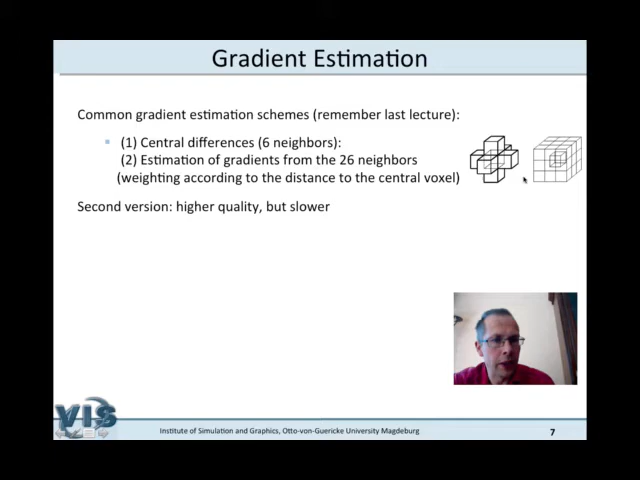 Gradient Estimation
Common gradient estimation schemes (remember last lecture):
(1) Central differences (6 neighbors):
(2) Estimation of gradients from the 26 neighbors
(weighting according to the distance to the central voxel)
Second version: higher quality, but slower
VIS
Institute of Simulation and Graphics, Otto-von-Guericke University Magdeburg
7